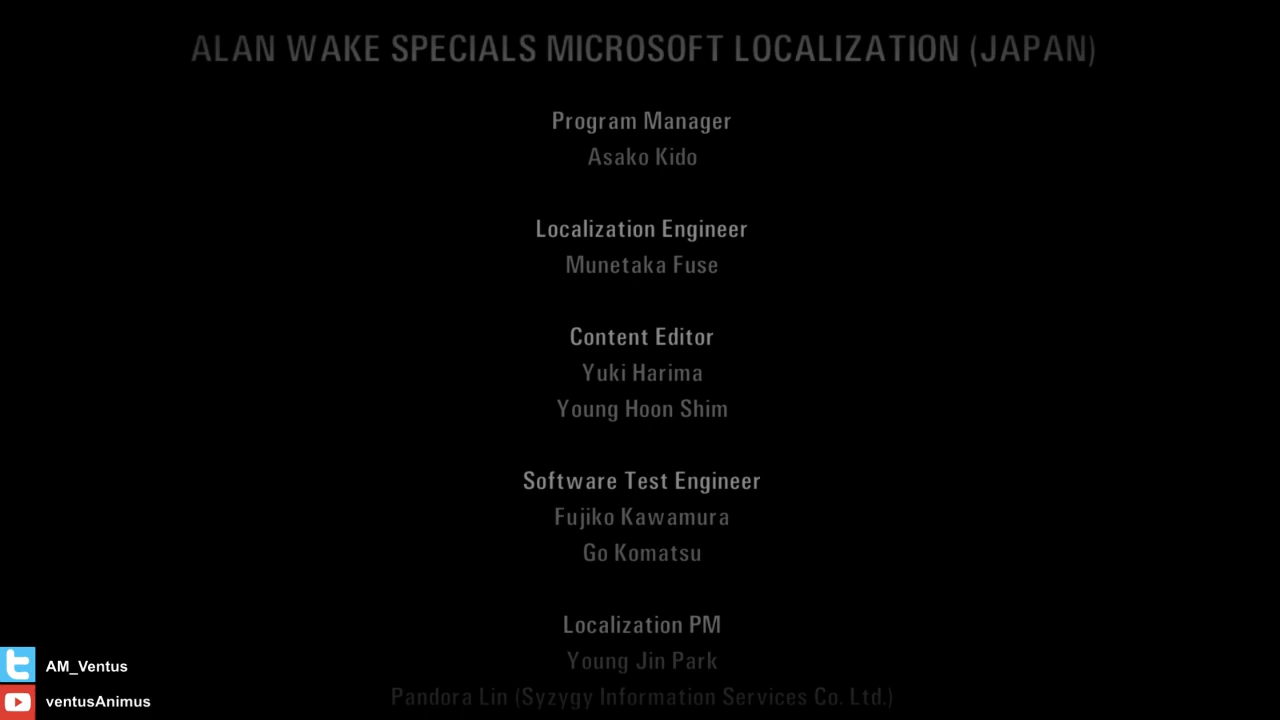 ALAN WAKE SPECIALS MICROSOFT LOCALIZATION (JAPAN)
Program Manager
Asako Kido
Localization Engineer
Munetaka Fuse
Content Editor
Yuki Harima
Young Hoon Shim
Software Test Engineer
Fujiko Kawamura
Go Komatsu
Localization PM
Young Jin Park
Pandora Lin (Syzygy Information Services Co. Ltd.)
AM_Ventus
ventusAnimus